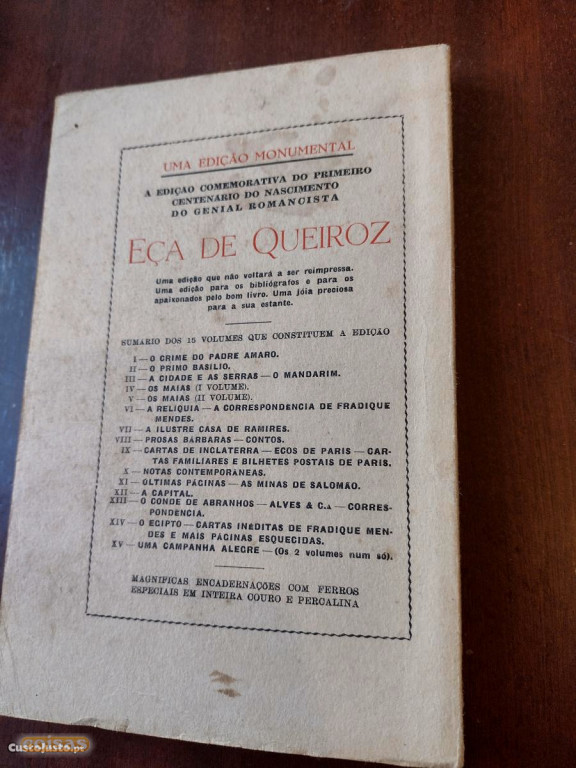 UMA EDIÇÃO MONUMENTAL
A EDIÇÃO COMEMORATIVA DO PRIMEIRO
CENTENARIO DO NASCIMENTO
DO GENIAL ROMANCISTA
EÇA DE QUEIROZ
Uma edição que não voltará a ser reimpressa.
Uma edição para os bibliógrafos e para os
apaixonados pelo bom livro. Uma jóia preciosa
para a sua estante.
SUMARIO DOS 15 VOLUMES QUE CONSTITUEM A EDIÇÃO
I — O CRIME DO PADRE AMARO.
II — O PRIMO BASILIO.
III — A CIDADE E AS SERRAS — O MANDARIM.
IV — OS MAIAS (I VOLUME).
V — OS MAIAS (II VOLUME).
VI — A RELIQUIA — A CORRESPONDENCIA DE FRADIQUE
MENDES.
VII — A ILUSTRE CASA DE RAMIRES.
VIII — PROSAS BÁRBARAS — CONTOS.
IX — CARTAS DE INGLATERRA — ECOS DE PARIS — CAR-
TAS FAMILIARES E BILHETES POSTAIS DE PARIS.
X — NOTAS CONTEMPORÂNEAS.
XI — ÚLTIMAS PÁGINAS — AS MINAS DE SALOMÃO.
XII — A CAPITAL.
XIII — O CONDE DE ABRANHOS — ALVES & C.A — CORRES-
PONDENCIA.
XIV — O EGIPTO — CARTAS INÉDITAS DE FRADIQUE MEN-
DES E MAIS PÁGINAS ESQUECIDAS.
XV — UMA CAMPANHA ALEGRE — (Os 2 volumes num só).
MAGNIFICAS ENCADERNAÇÕES COM FERROS
ESPECIAIS EM INTEIRA COURO E PERCALINA
CustoJusto.pt